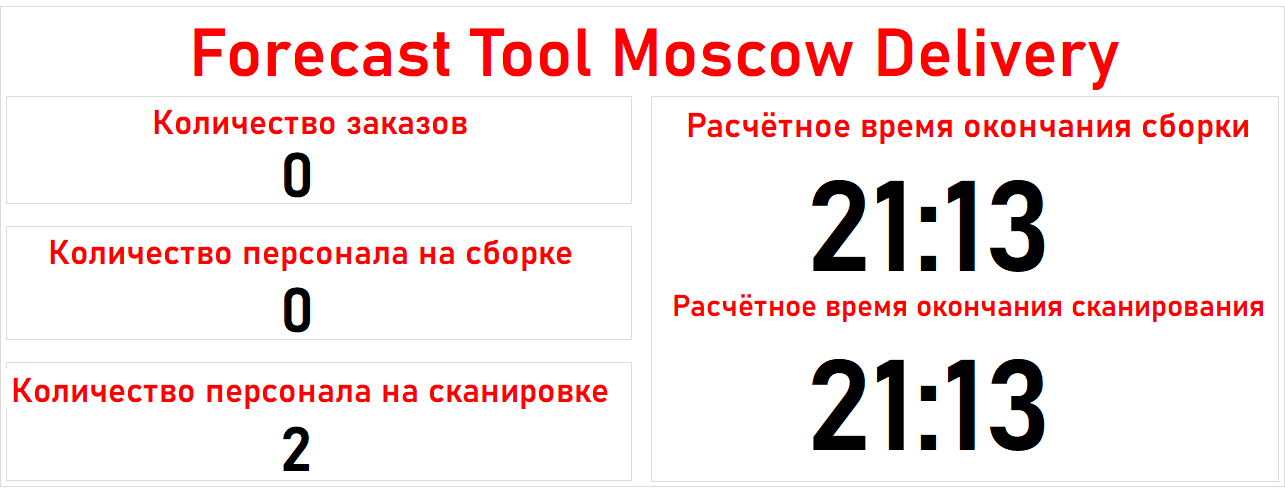 Forecast Tool Moscow Delivery
Количество заказов
0
Количество персонала на сборке
0
Количество персонала на сканировке
2
Расчётное время окончания сборки
21:13
Расчётное время окончания сканирования
21:13